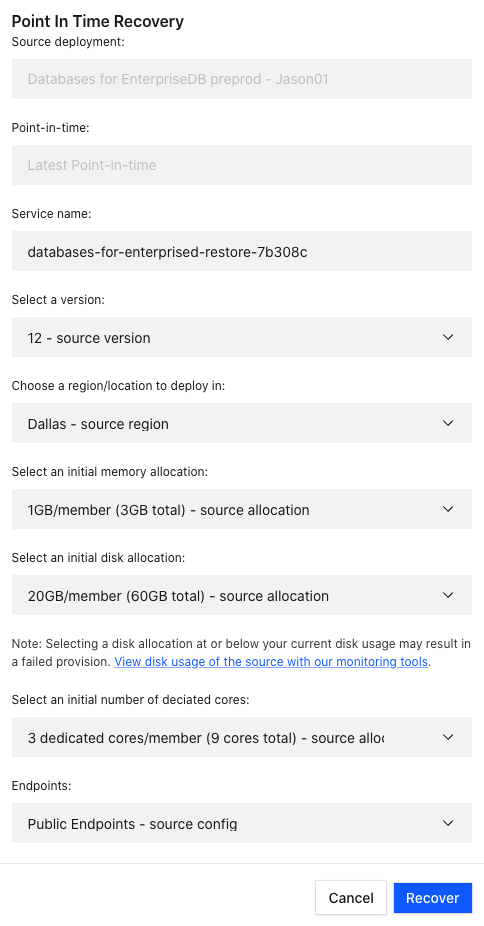 Point In Time Recovery
Source deployment:
Databases for EnterpriseDB preprod - Jason01
Point-in-time:
Latest Point-in-time
Service name:
databases-for-enterprised-restore-7b308c
Select a version:
12 - source version
Choose a region/location to deploy in:
Dallas - source region
Select an initial memory allocation:
1GB/member (3GB total) - source allocation
Select an initial disk allocation:
20GB/member (60GB total) - source allocation
Note: Selecting a disk allocation at or below your current disk usage may result in
a failed provision. View disk usage of the source with our monitoring tools.
Select an initial number of deciated cores:
3 dedicated cores/member (9 cores total) - source alloc
Endpoints:
Public Endpoints - source config
Cancel Recover